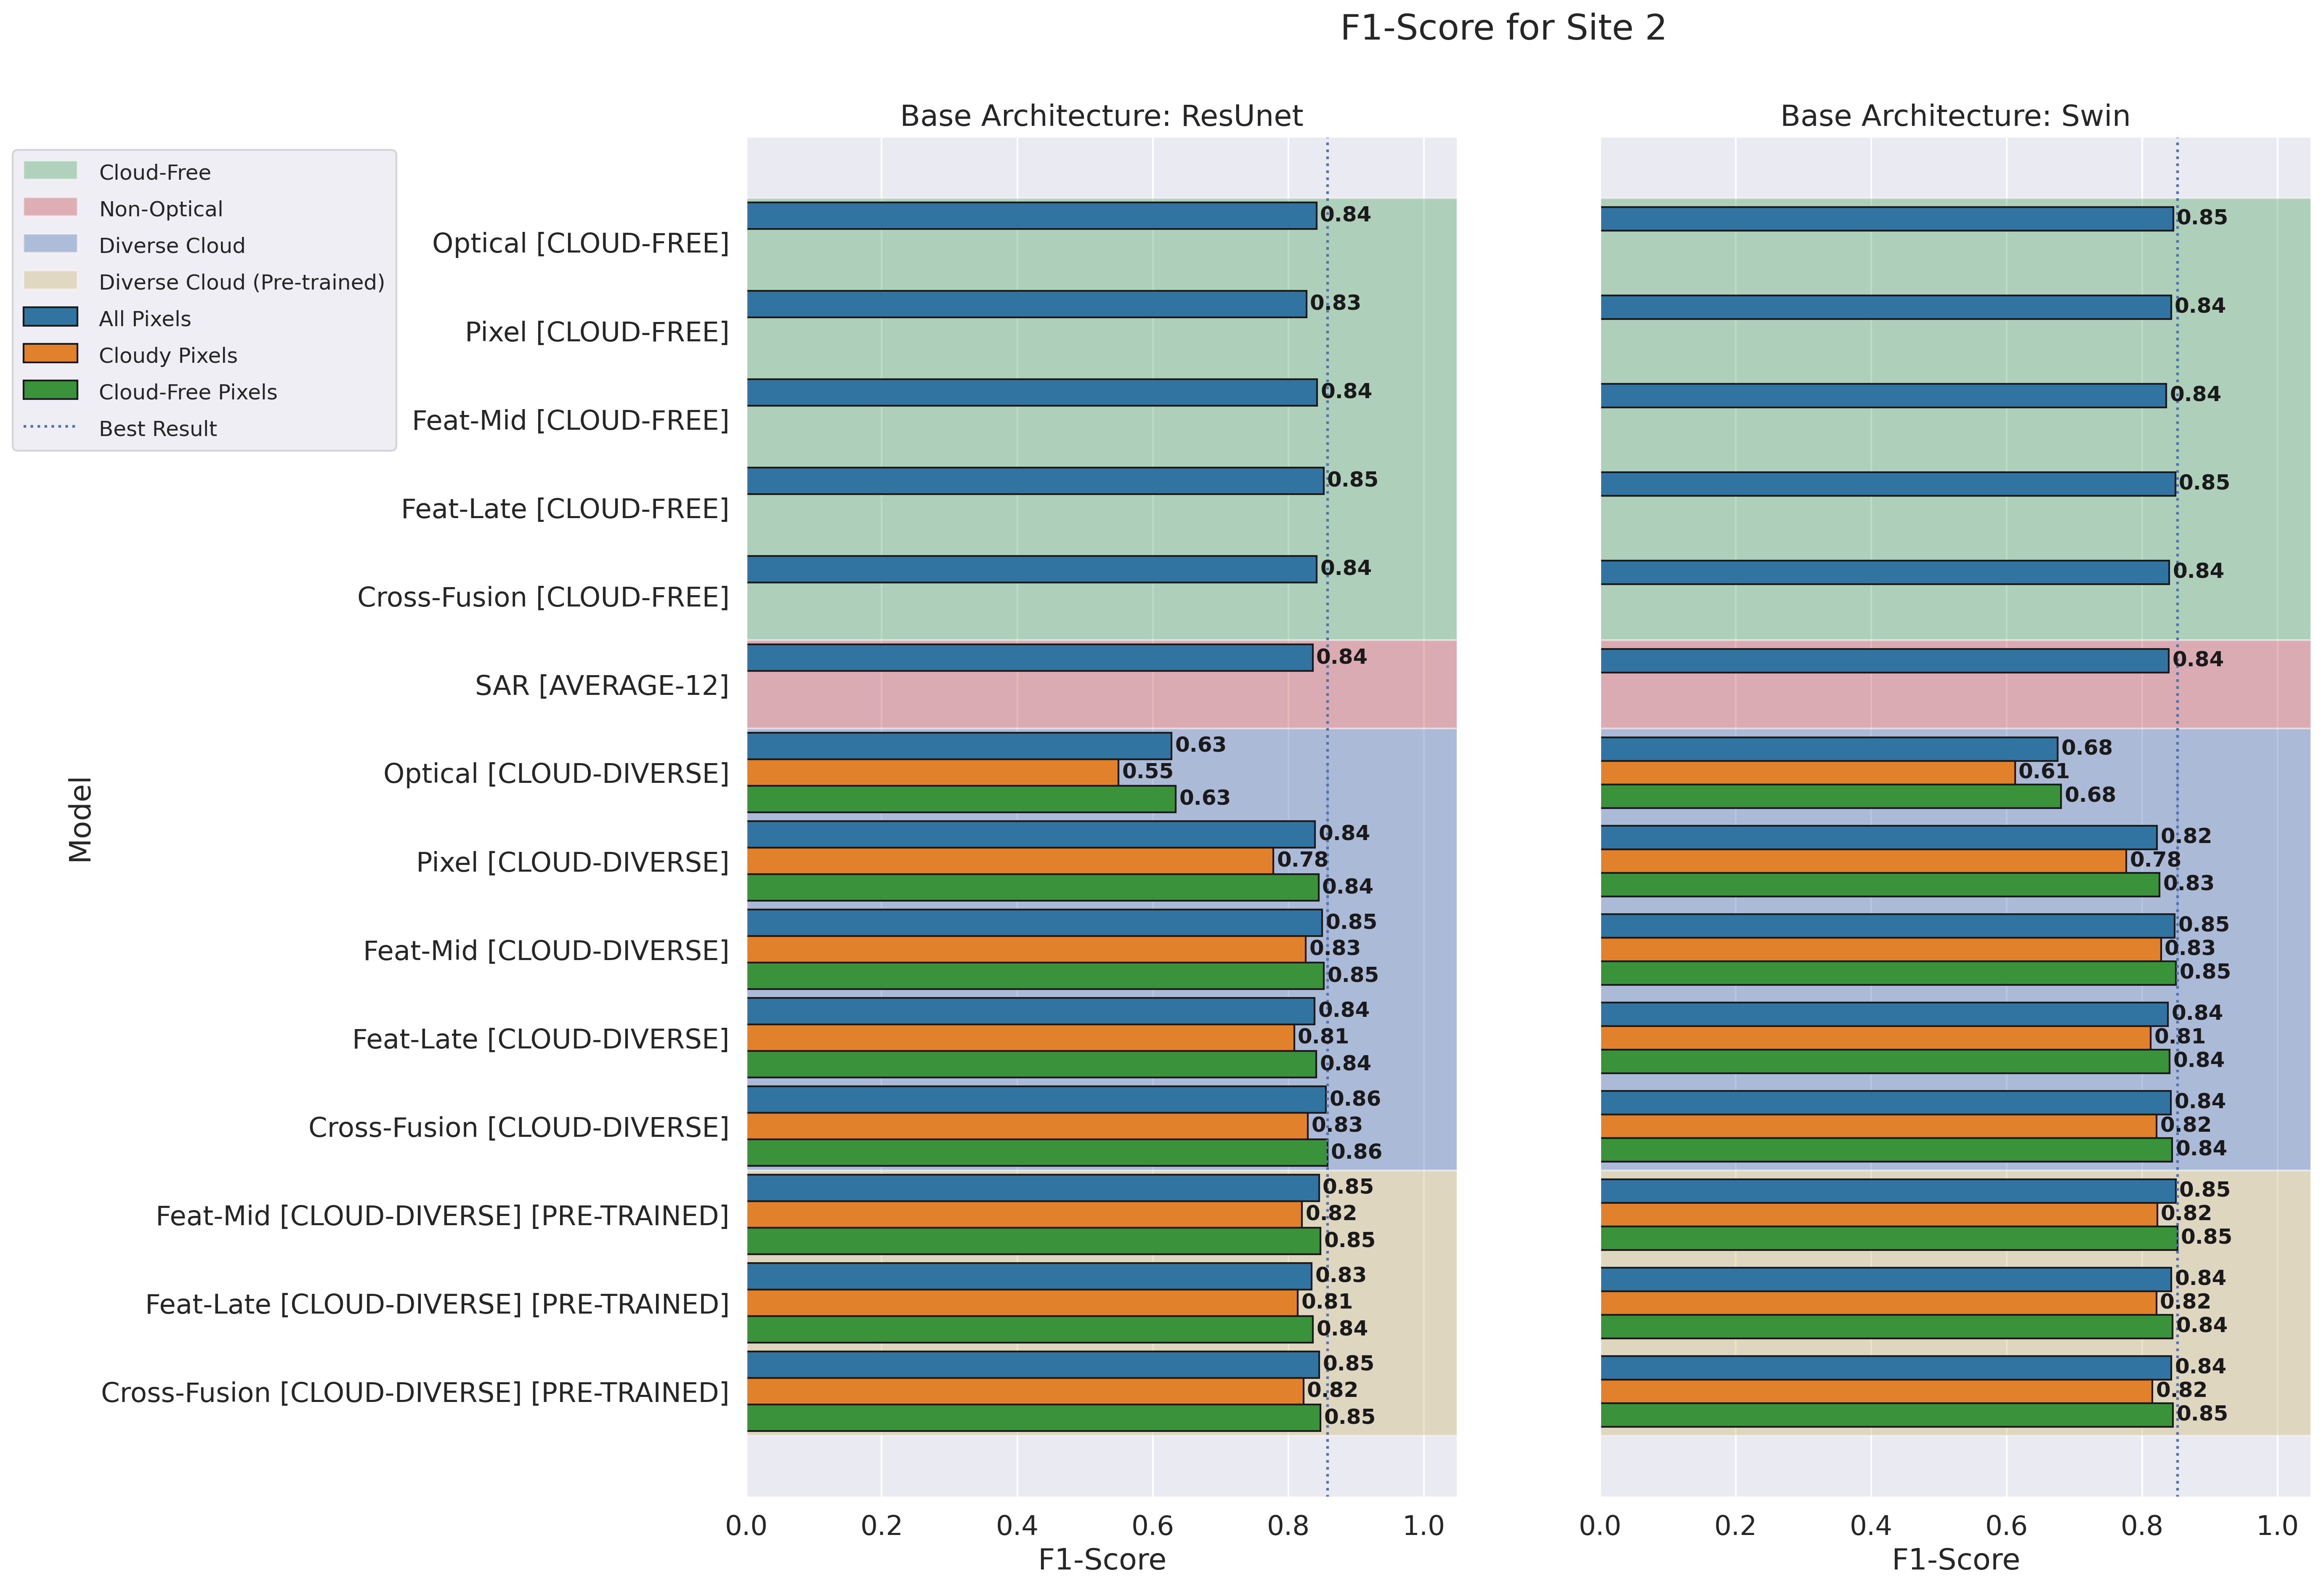 F1-Score for Site 2
Base Architecture: ResUnet
Base Architecture: Swin
Cloud-Free
Non-Optical
Diverse Cloud
Diverse Cloud (Pre-trained)
All Pixels
Cloudy Pixels
Cloud-Free Pixels
Best Result
Model
Optical [CLOUD-FREE]
0.84
0.85
Pixel [CLOUD-FREE]
0.83
0.84
Feat-Mid [CLOUD-FREE]
0.84
0.84
Feat-Late [CLOUD-FREE]
0.85
0.85
Cross-Fusion [CLOUD-FREE]
0.84
0.84
SAR [AVERAGE-12]
0.84
0.84
Optical [CLOUD-DIVERSE]
0.63
0.55
0.63
0.68
0.61
0.68
Pixel [CLOUD-DIVERSE]
0.84
0.78
0.84
0.82
0.78
0.83
Feat-Mid [CLOUD-DIVERSE]
0.85
0.83
0.85
0.85
0.83
0.85
Feat-Late [CLOUD-DIVERSE]
0.84
0.81
0.84
0.84
0.81
0.84
Cross-Fusion [CLOUD-DIVERSE]
0.86
0.83
0.86
0.84
0.82
0.84
Feat-Mid [CLOUD-DIVERSE] [PRE-TRAINED]
0.85
0.82
0.85
0.85
0.82
0.85
Feat-Late [CLOUD-DIVERSE] [PRE-TRAINED]
0.83
0.81
0.84
0.84
0.82
0.84
Cross-Fusion [CLOUD-DIVERSE] [PRE-TRAINED]
0.85
0.82
0.85
0.84
0.82
0.85
0.0 0.2 0.4 0.6 0.8 1.0
F1-Score
0.0 0.2 0.4 0.6 0.8 1.0
F1-Score